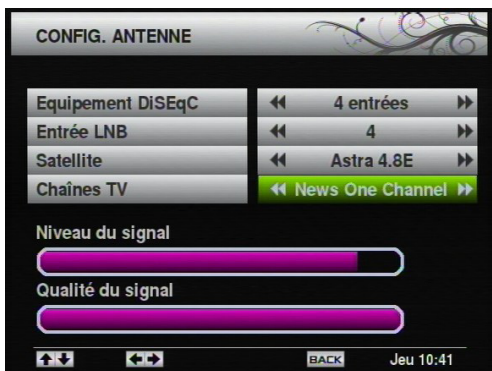 CONFIG. ANTENNE
Equipement DiSEqC 4 entrées
Entrée LNB 4
Satellite Astra 4.8E
Chaînes TV News One Channel
Niveau du signal
Qualité du signal
BACK Jeu 10:41